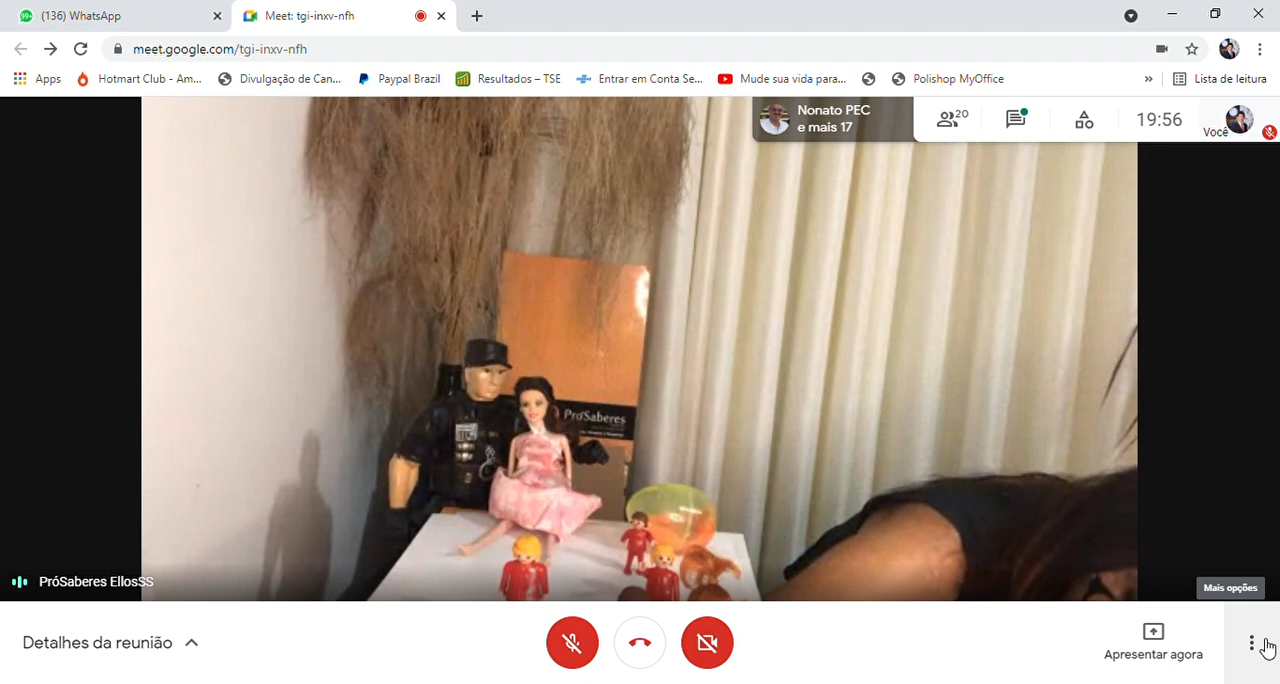 99+ (136) WhatsApp
Meet: tgi-inxv-nfh
meet.google.com/tgi-inxv-nfh
Apps
Hotmart Club - Am...
Divulgação de Can...
Paypal Brazil
Resultados – TSE
Entrar em Conta Se...
Mude sua vida para...
Polishop MyOffice
»
Lista de leitura
Nonato PEC
e mais 17
20
19:56
Você
PróSaberes
PróSaberes EllosSS
Mais opções
Detalhes da reunião
Apresentar agora